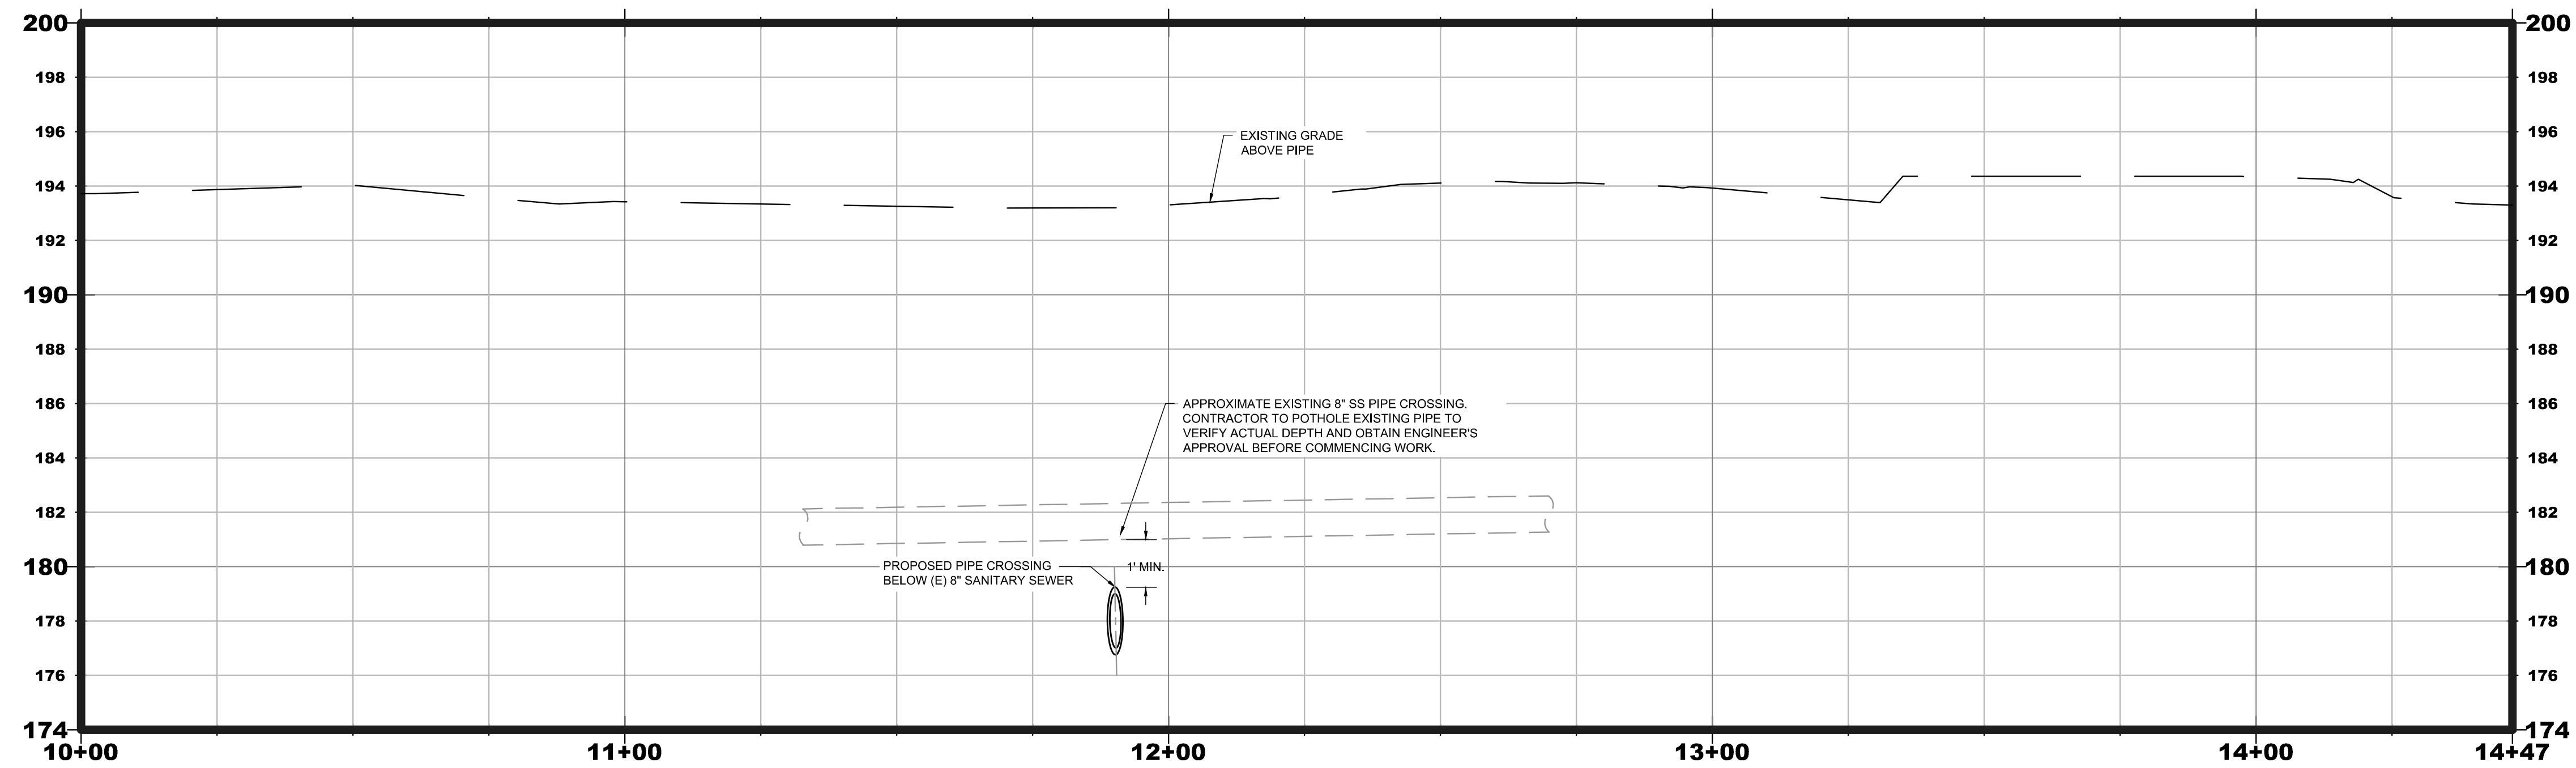 200 200
198 198
196 196
EXISTING GRADE
ABOVE PIPE
194 194
192 192
190 190
188 188
186 186
APPROXIMATE EXISTING 8" SS PIPE CROSSING.
CONTRACTOR TO POTHOLE EXISTING PIPE TO
VERIFY ACTUAL DEPTH AND OBTAIN ENGINEER'S
APPROVAL BEFORE COMMENCING WORK.
184 184
182 182
180 180
PROPOSED PIPE CROSSING
BELOW (E) 8" SANITARY SEWER
1' MIN.
178 178
176 176
174 174
10+00 11+00 12+00 13+00 14+00 14+47